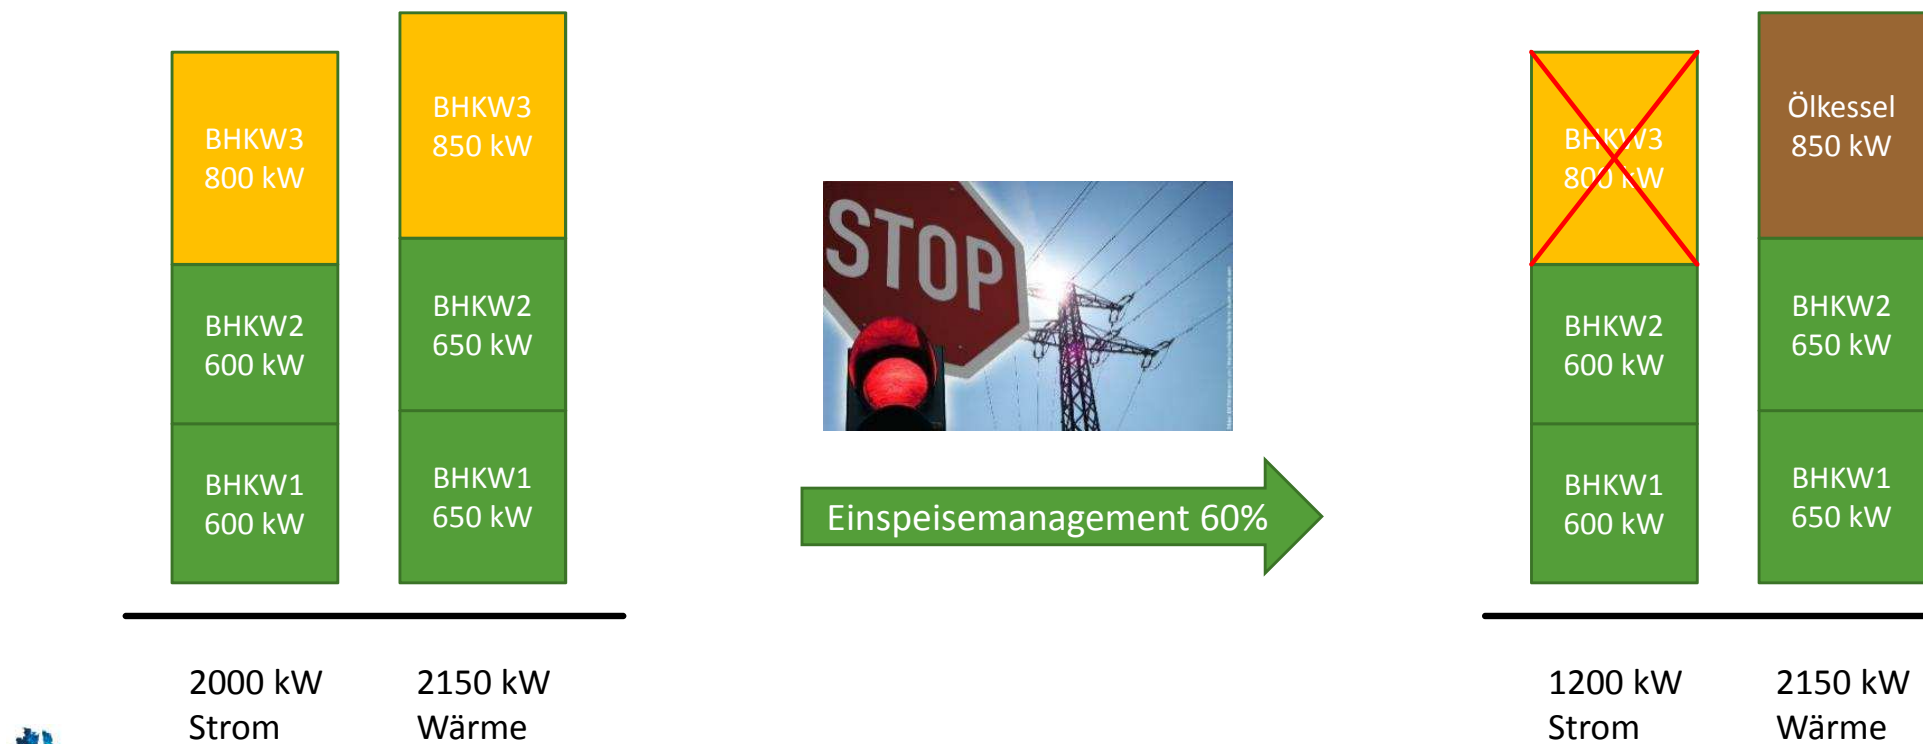 BHKW3
800 kW
BHKW2
600 kW
BHKW1
600 kW
2000 kW
Strom
BHKW3
850 kW
BHKW2
650 kW
BHKW1
650 kW
2150 kW
Wärme
STOP
Einspeisemanagement 60%
BHKW3
800 kW
BHKW2
600 kW
BHKW1
600 kW
1200 kW
Strom
Ölkessel
850 kW
BHKW2
650 kW
BHKW1
650 kW
2150 kW
Wärme